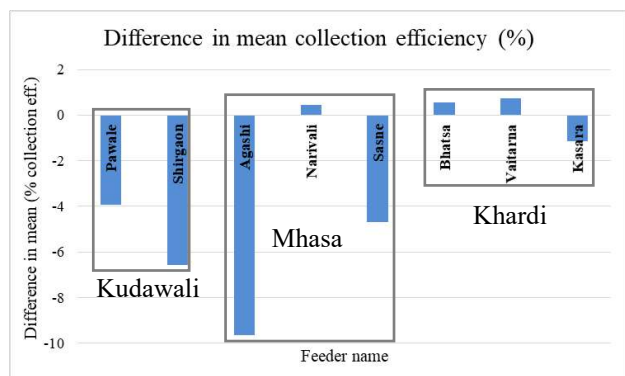 Difference in mean collection efficiency (%)
Difference in mean (% collection eff.)
2
0
-2
-4
-6
-8
-10
Pawale
Shirgaon
Agashi
Narivali
Sasne
Bhatsa
Vaitarna
Kasara
Kudawali
Mhasa
Khardi
Feeder name